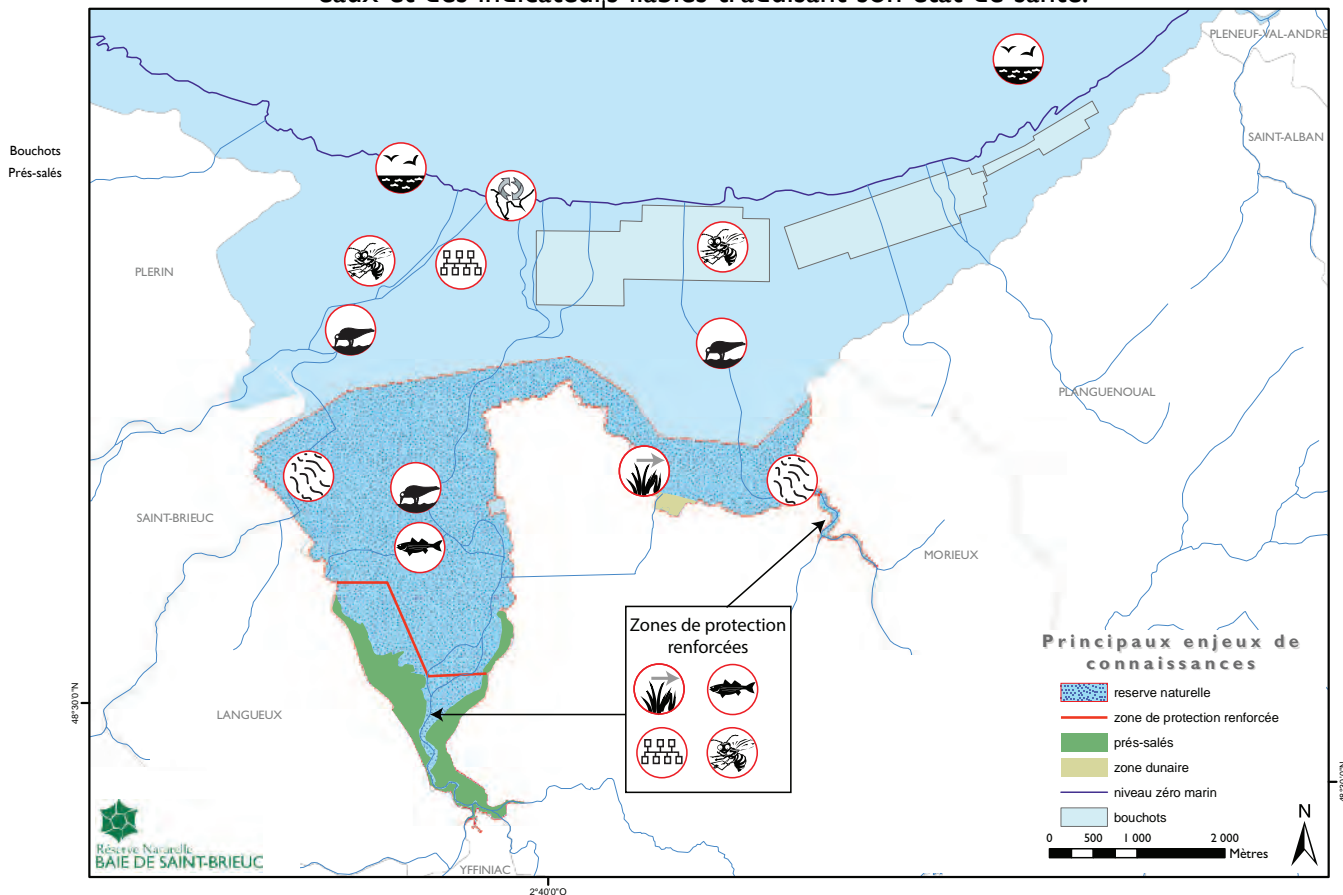 eaux et des indicateurs fiables traduisant son état de santé.
PLENEUF-VAL-ANDRÉ
SAINT-ALBAN
Bouchots
Prés-salés
PLERIN
PLANGUENOUAL
SAINT-BRIEUC
MORIEUX
Zones de protection
renforcées
Principaux enjeux de
connaissances
reserve naturelle
zone de protection renforcée
prés-salés
zone dunaire
niveau zéro marin
bouchots
48°30'0"N
LANGUEUX
N
0 500 1 000 2 000
Mètres
Réserve Naturelle
BAIE DE SAINT-BRIEUC
YFFINIAC
2°40'0"O